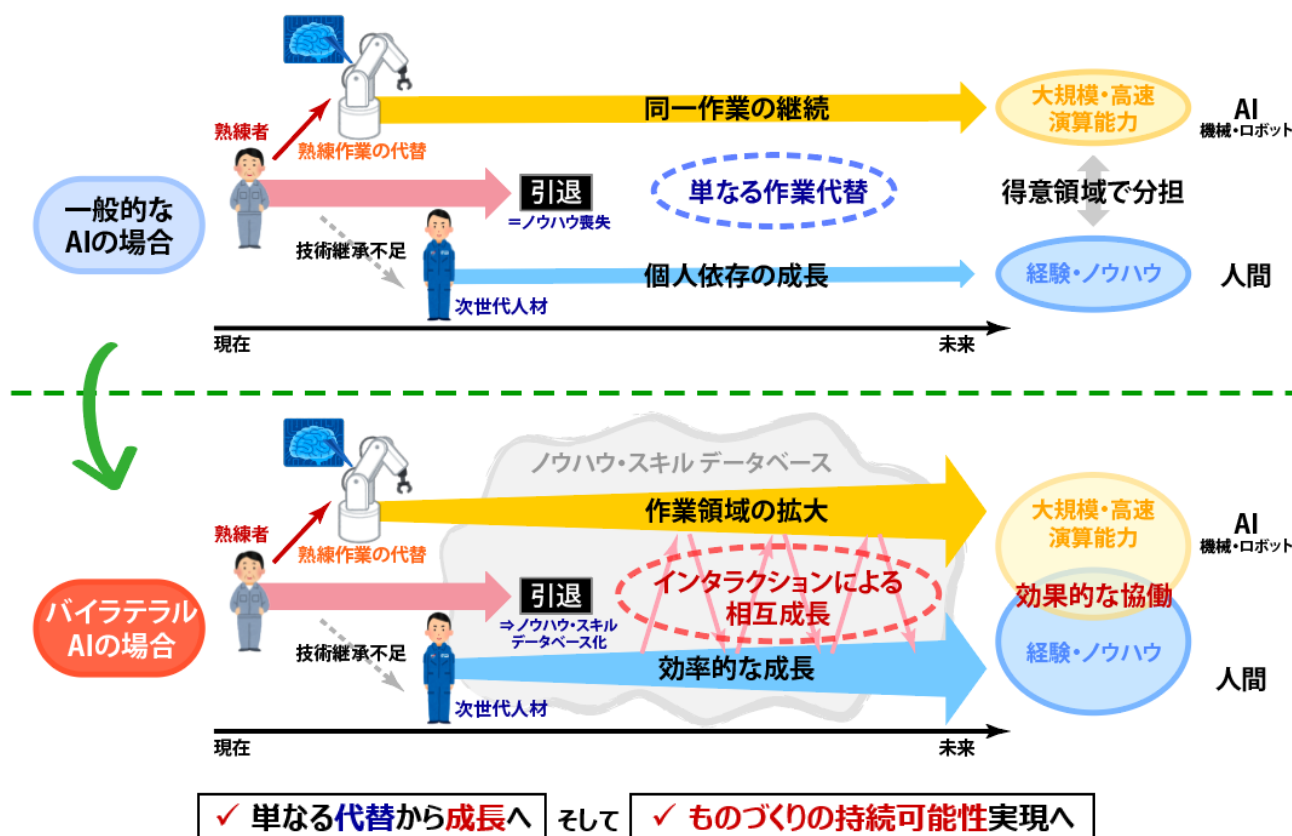 熟練者
熟練作業の代替
同一作業の継続
大規模・高速
演算能力
AI
機械・ロボット
一般的な
AIの場合
引退
＝ノウハウ喪失
単なる作業代替
得意領域で分担
技術継承不足
次世代人材
個人依存の成長
経験・ノウハウ
人間
現在
未来
ノウハウ・スキル データベース
熟練者
熟練作業の代替
作業領域の拡大
大規模・高速
演算能力
AI
機械・ロボット
バイラテラル
AIの場合
引退
⇒ノウハウ・スキル
データベース化
インタラクションによる
相互成長
効果的な協働
技術継承不足
次世代人材
効率的な成長
経験・ノウハウ
人間
現在
未来
✓ 単なる代替から成長へ そして ✓ ものづくりの持続可能性実現へ